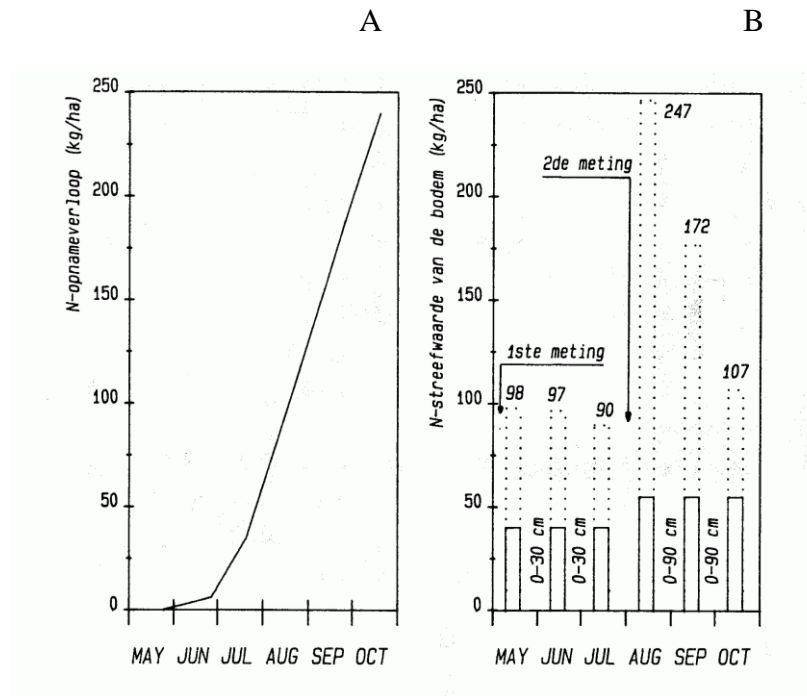 A
B
N-opnameverloop (kg/ha)
250
200
150
100
50
0
MAY JUN JUL AUG SEP OCT
N-streefwaarde van de bodem (kg/ha)
250
200
150
100
50
0
247
2de meting
172
1ste meting
107
98
97
90
0-30 cm
0-30 cm
0-90 cm
0-90 cm
MAY JUN JUL AUG SEP OCT